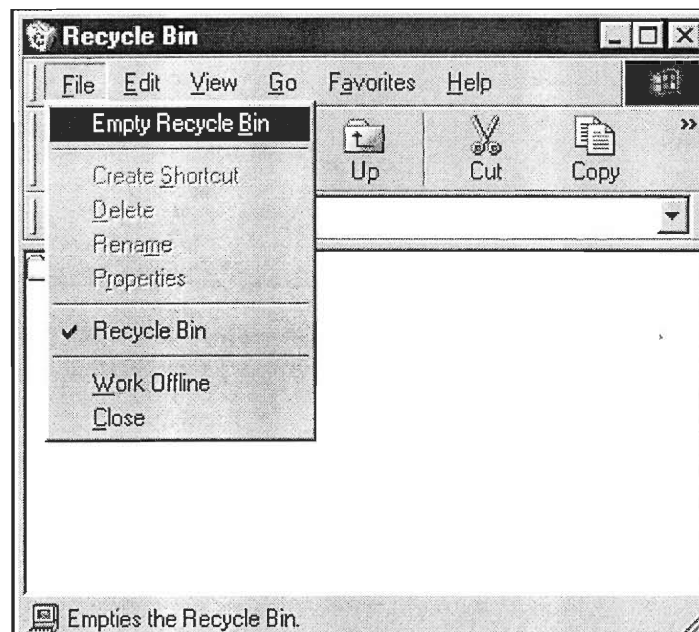 Recycle Bin
File Edit View Go Favorites Help
Empty Recycle Bin
Up Cut Copy »
Create Shortcut
Delete
Rename
Properties
✔ Recycle Bin
Work Offline
Close
Empties the Recycle Bin.